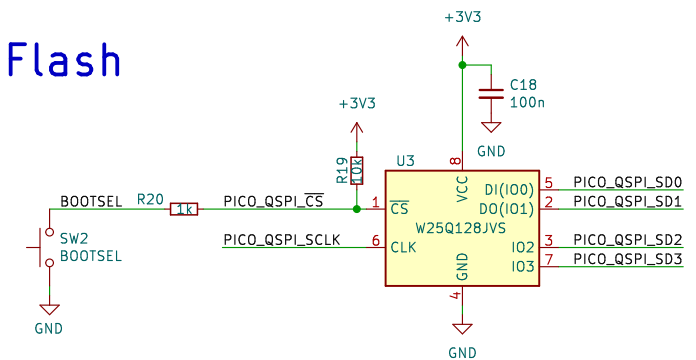 Flash
+3V3
C18
100n
GND
+3V3
R19
10k
U3
8
VCC
BOOTSEL
R20
1k
PICO_QSPI_CS
1
CS
DI(IO0)
5
PICO_QSPI_SD0
DO(IO1)
2
PICO_QSPI_SD1
W25Q128JVS
PICO_QSPI_SCLK
6
CLK
IO2
3
PICO_QSPI_SD2
IO3
7
PICO_QSPI_SD3
GND
4
SW2
BOOTSEL
GND
GND